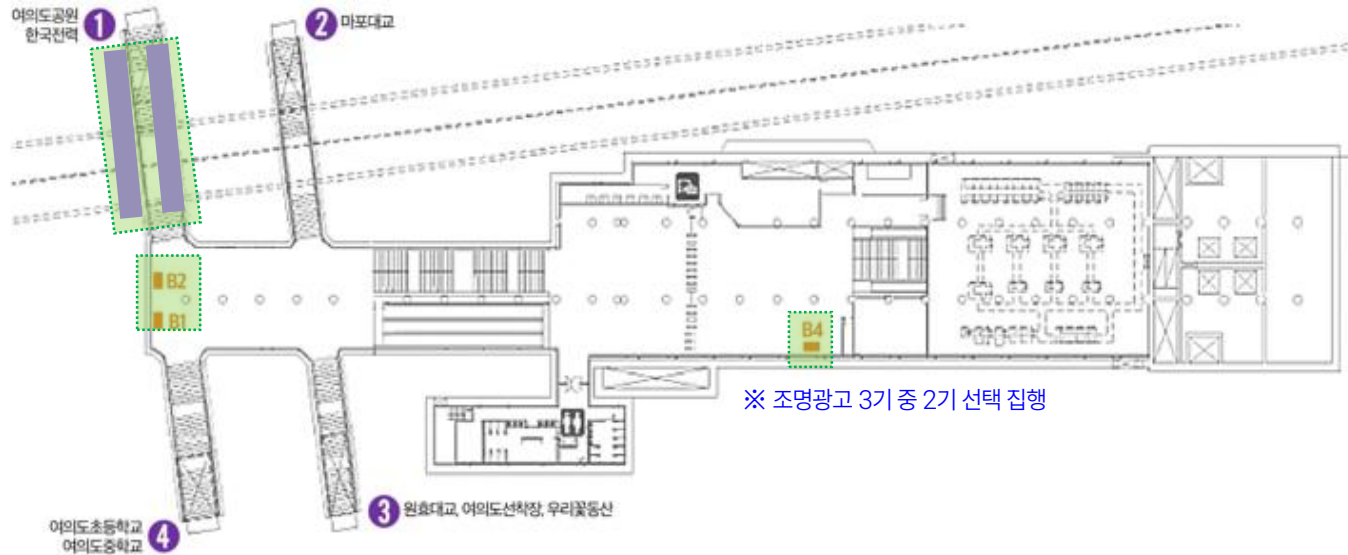 여의도공원
한국전력
1
2 마포대교
B2
B1
B4
※ 조명광고 3기 중 2기 선택 집행
3 원효대교, 여의도선착장, 우리꽃동산
여의도초등학교
여의도중학교
4